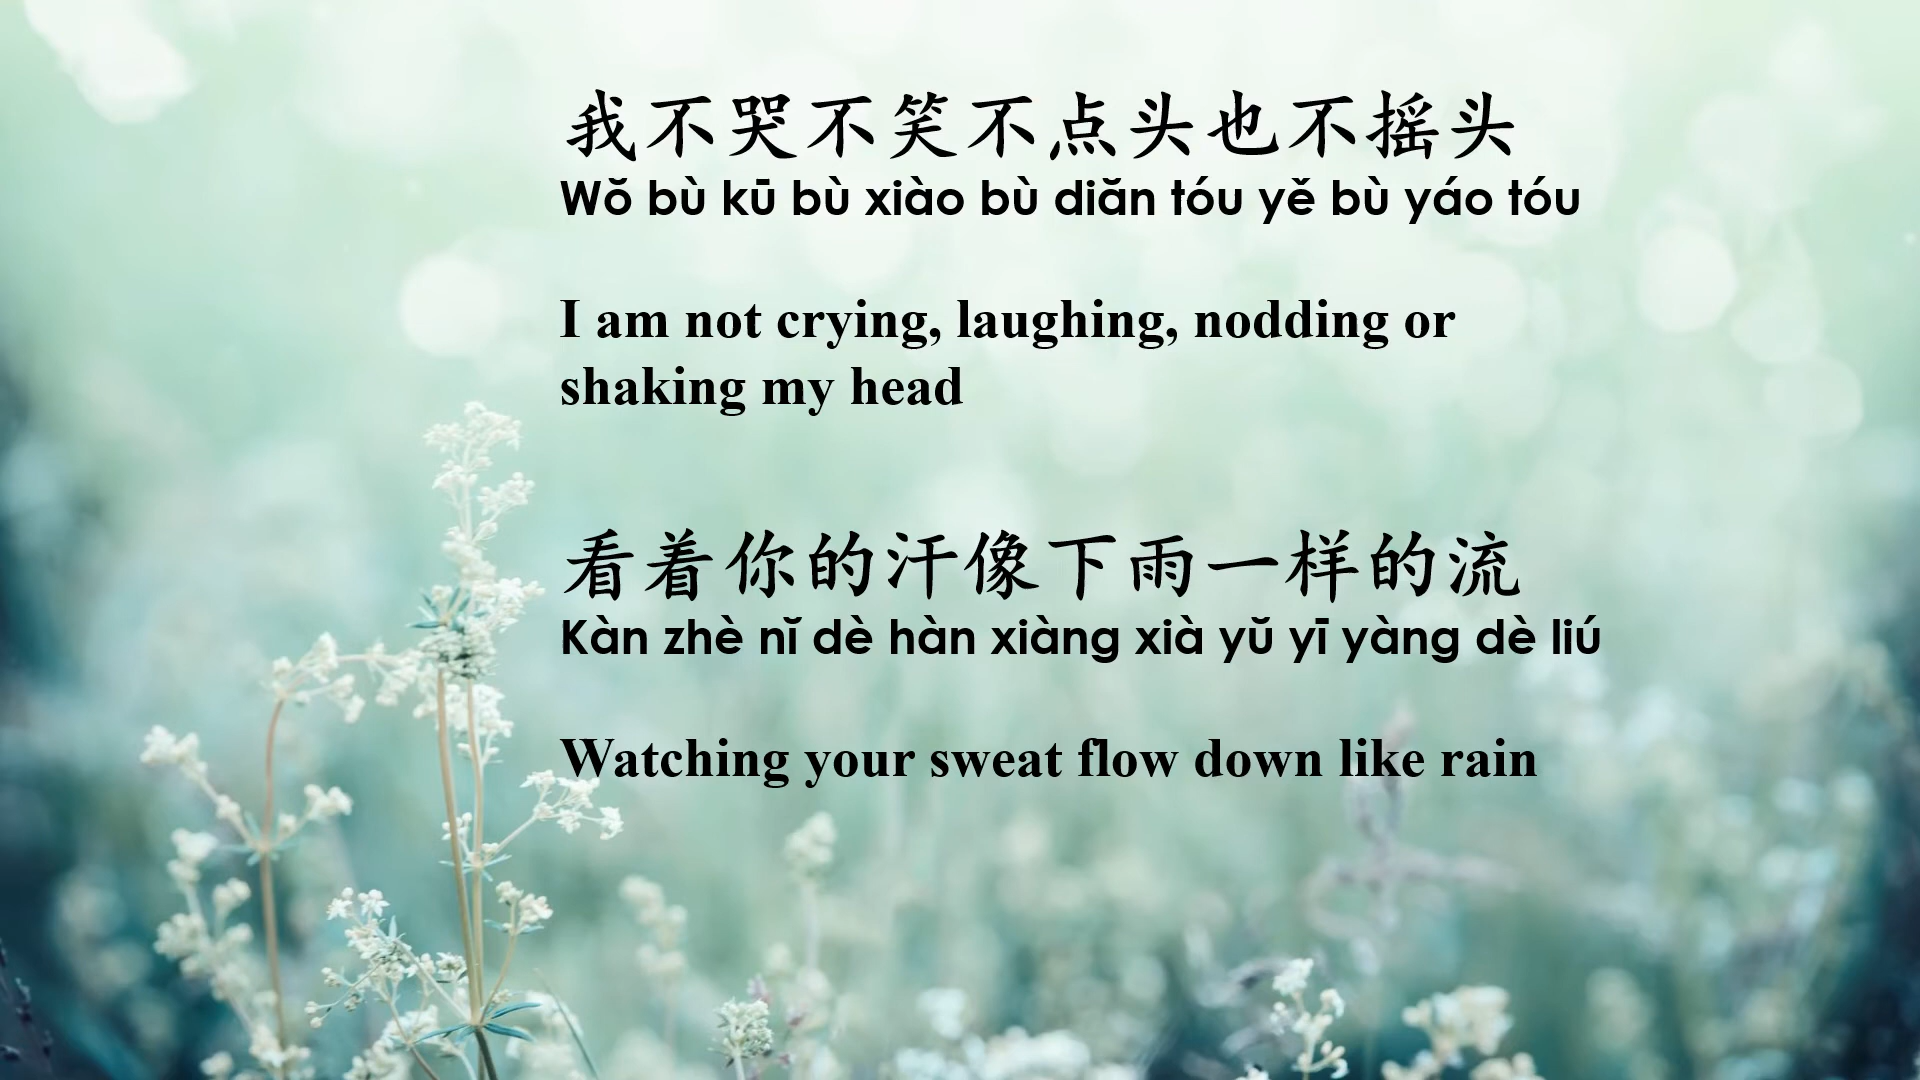 我不哭不笑不点头也不摇头
Wŏ bù kū bù xiào bù diăn tóu yĕ bù yáo tóu
I am not crying, laughing, nodding or
shaking my head
看着你的汗像下雨一样的流
Kàn zhè nĭ dè hàn xiàng xià yŭ yī yàng dè liú
Watching your sweat flow down like rain